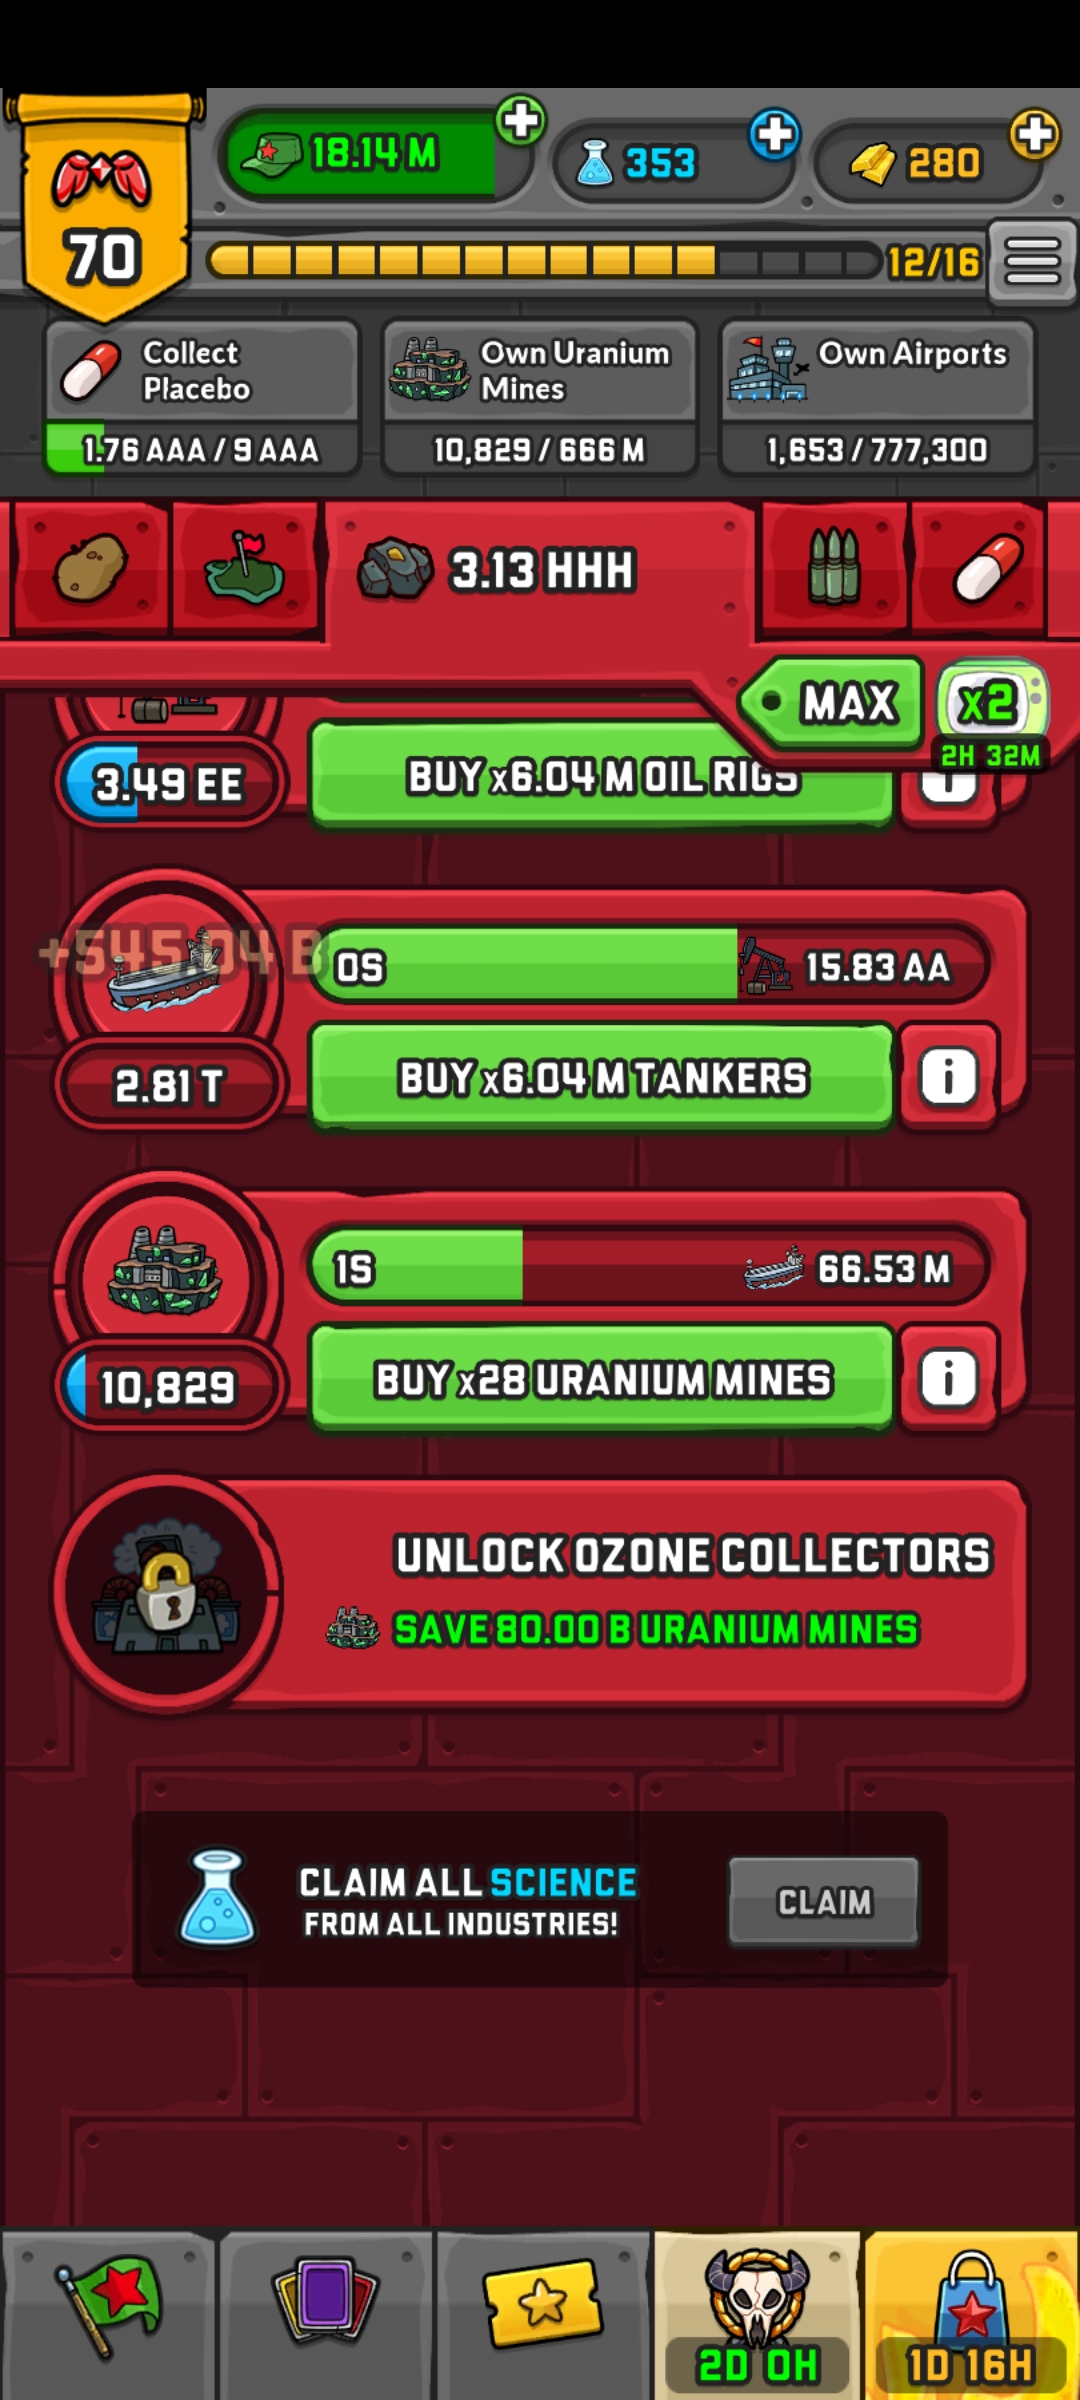 18.14 M
353
280
70
12/16
Collect
Placebo
1.76 AAA / 9 AAA
Own Uranium
Mines
10,829 / 666 M
Own Airports
1,653 / 777,300
3.13 HHH
MAX
x2
2H 32M
3.49 EE
BUY x6.04 M OIL RIGS
+545.04 B
0S
15.83 AA
2.81 T
BUY x6.04 M TANKERS
i
1S
66.53 M
10,829
BUY x28 URANIUM MINES
i
UNLOCK OZONE COLLECTORS
SAVE 80.00 B URANIUM MINES
CLAIM ALL SCIENCE
FROM ALL INDUSTRIES!
CLAIM
2D 0H
1D 16H